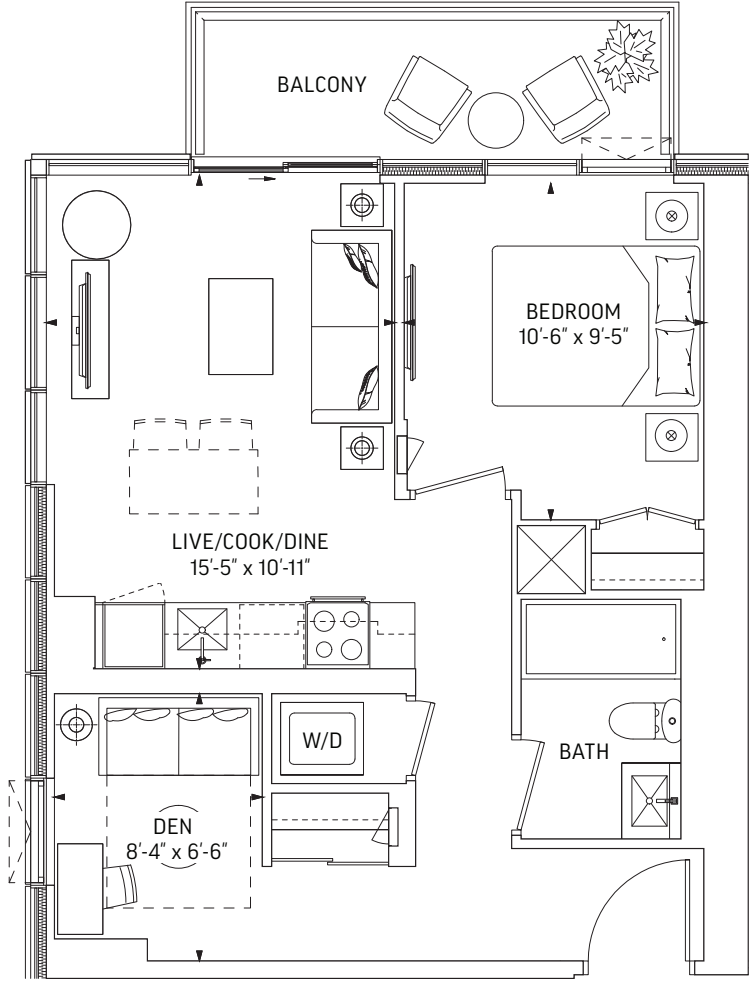 BALCONY
BEDROOM
10'-6" x 9'-5"
LIVE/COOK/DINE
15'-5" x 10'-11"
W/D
BATH
DEN
8'-4" x 6'-6"